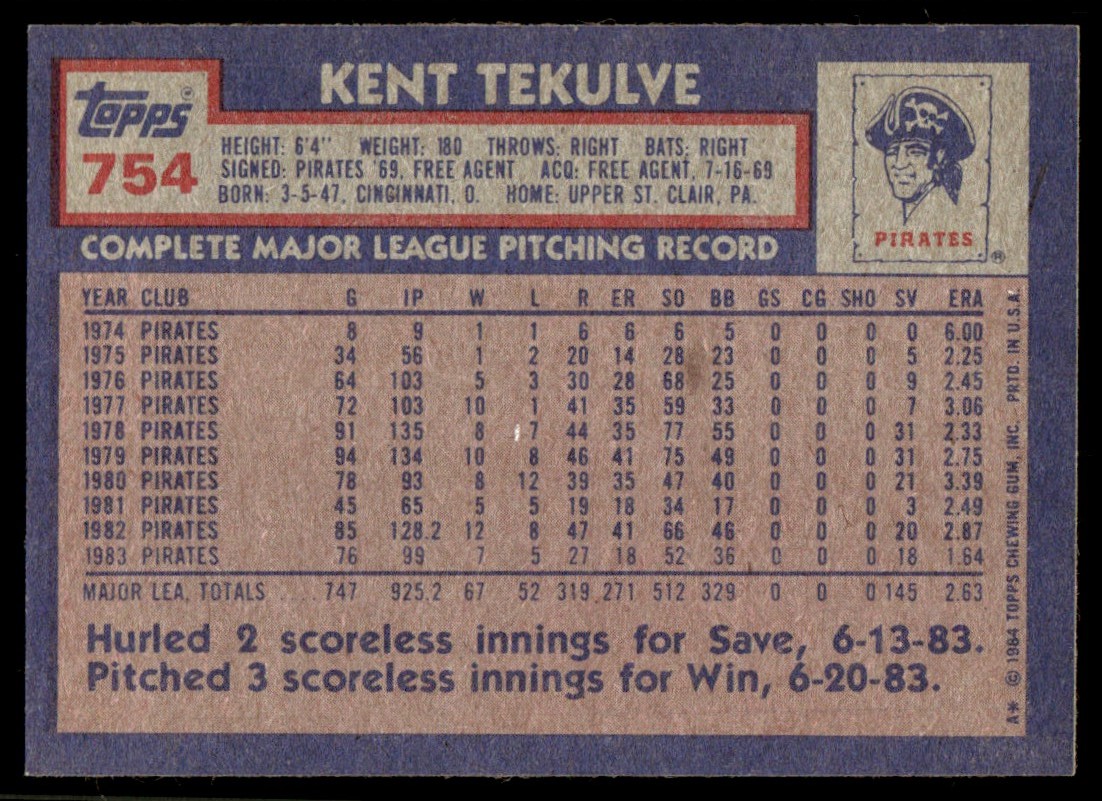 KENT TEKULVE
Topps®
754
HEIGHT: 6'4" WEIGHT: 180 THROWS: RIGHT BATS: RIGHT
SIGNED: PIRATES '69, FREE AGENT ACQ: FREE AGENT, 7-16-69
BORN: 3-5-47, CINCINNATI, O. HOME: UPPER ST. CLAIR, PA.
PIRATES®
COMPLETE MAJOR LEAGUE PITCHING RECORD
YEAR CLUB G IP W L R ER SO BB GS CG SHO SV ERA
1974 PIRATES 8 9 1 1 6 6 6 5 0 0 0 0 6.00
1975 PIRATES 34 56 1 2 20 14 28 23 0 0 0 5 2.25
1976 PIRATES 64 103 5 3 30 28 68 25 0 0 0 9 2.45
1977 PIRATES 72 103 10 1 41 35 59 33 0 0 0 7 3.06
1978 PIRATES 91 135 8 7 44 35 77 55 0 0 0 31 2.33
1979 PIRATES 94 134 10 8 46 41 75 49 0 0 0 31 2.75
1980 PIRATES 78 93 8 12 39 35 47 40 0 0 0 21 3.39
1981 PIRATES 45 65 5 5 19 18 34 17 0 0 0 3 2.49
1982 PIRATES 85 128.2 12 8 47 41 66 46 0 0 0 20 2.87
1983 PIRATES 76 99 7 5 27 18 52 36 0 0 0 18 1.64
MAJOR LEA. TOTALS .... 747 925.2 67 52 319 271 512 329 0 0 0 145 2.63
Hurled 2 scoreless innings for Save, 6-13-83.
Pitched 3 scoreless innings for Win, 6-20-83.
A* © 1984 TOPPS CHEWING GUM, INC. - PRTD. IN U.S.A.